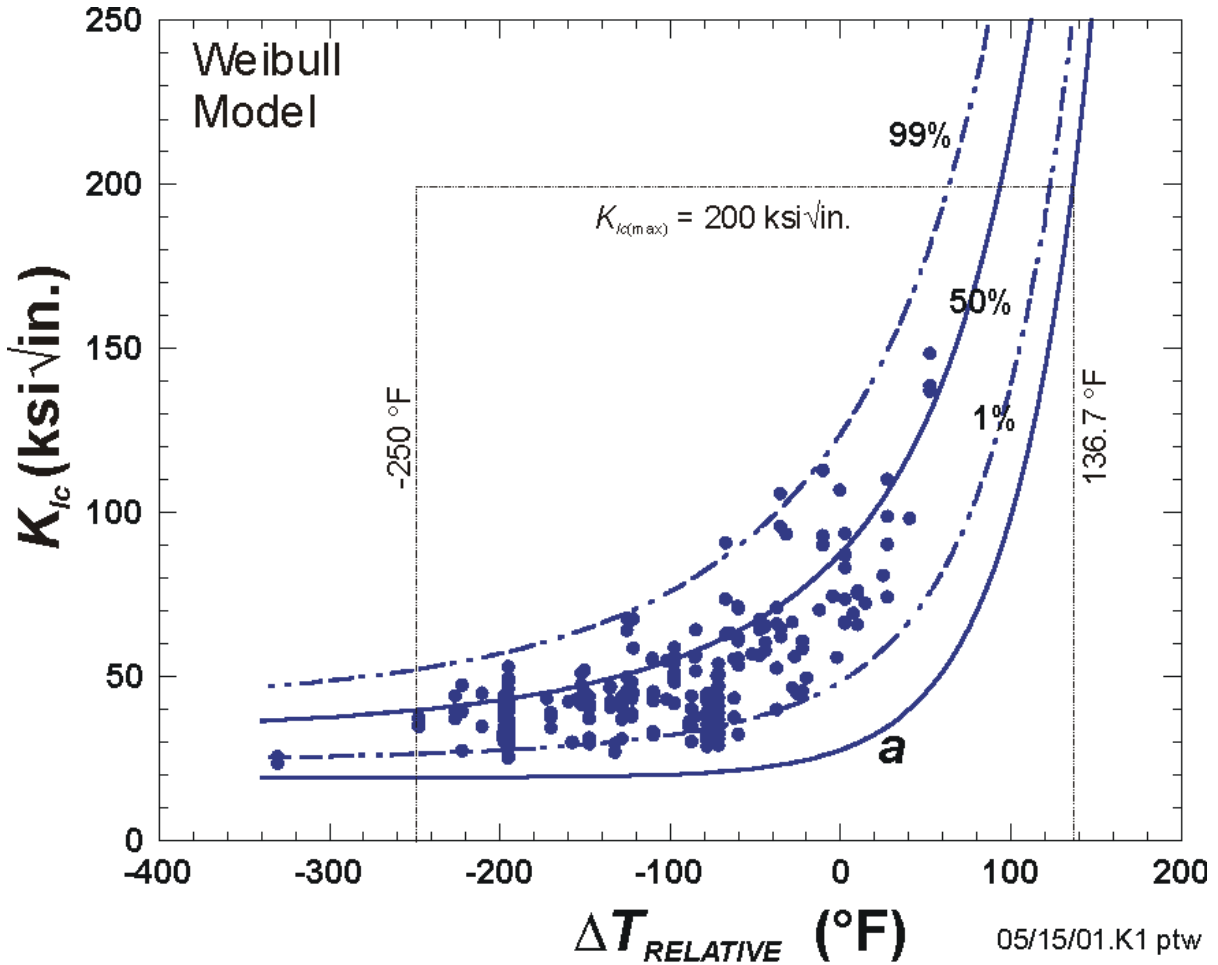 Weibull
Model
250
200
150
100
50
0
K_Ic (ksi√in.)
99%
K_Ic(max) = 200 ksi√in.
50%
1%
-250 °F
136.7 °F
a
-400 -300 -200 -100 0 100 200
ΔT_RELATIVE (°F)
05/15/01.K1 ptw